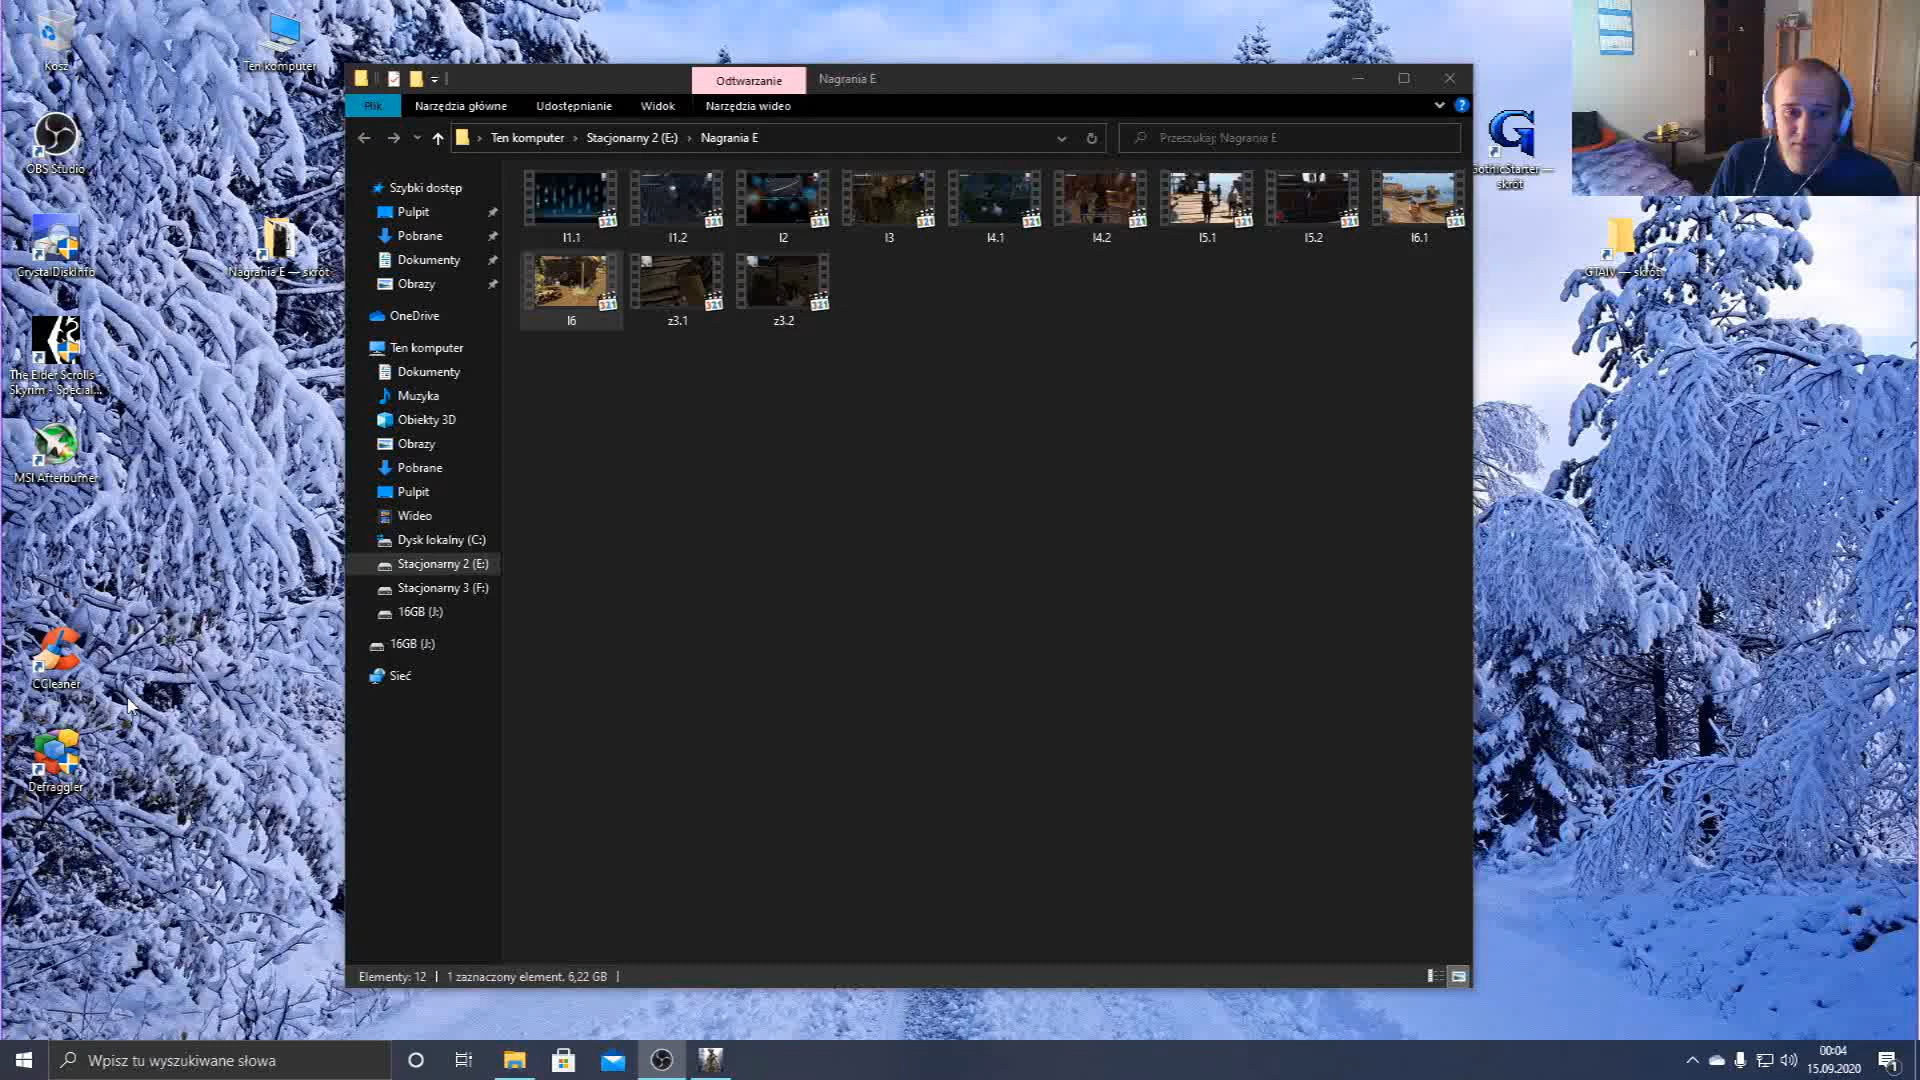 Kosz
Ten komputer
OBS Studio
CrystalDiskInfo
Nagrania E — skrót
The Elder Scrolls
Skyrim - Special...
MSI Afterburner
CCleaner
Defraggler
GothicStarter —
skrót
GTAIV — skrót
Odtwarzanie
Nagrania E
Plik
Narzędzia główne
Udostępnianie
Widok
Narzędzia wideo
Ten komputer
Stacjonarny 2 (E:)
Nagrania E
Przeszukaj: Nagrania E
Szybki dostęp
Pulpit
Pobrane
Dokumenty
Obrazy
OneDrive
Ten komputer
Dokumenty
Muzyka
Obiekty 3D
Obrazy
Pobrane
Pulpit
Wideo
Dysk lokalny (C:)
Stacjonarny 2 (E:)
Stacjonarny 3 (F:)
16GB (J:)
16GB (J:)
Sieć
l1.1
l1.2
l2
l3
l4.1
l4.2
l5.1
l5.2
l6.1
l6
z3.1
z3.2
Elementy: 12
1 zaznaczony element. 6,22 GB
Wpisz tu wyszukiwane słowa
00:04
15.09.2020